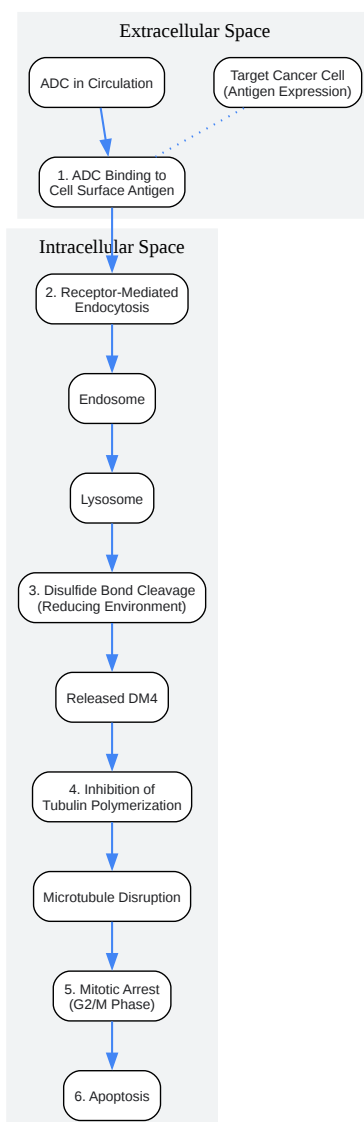 Extracellular Space
ADC in Circulation
Target Cancer Cell
(Antigen Expression)
1. ADC Binding to
Cell Surface Antigen
Intracellular Space
2. Receptor-Mediated
Endocytosis
Endosome
Lysosome
3. Disulfide Bond Cleavage
(Reducing Environment)
Released DM4
4. Inhibition of
Tubulin Polymerization
Microtubule Disruption
5. Mitotic Arrest
(G2/M Phase)
6. Apoptosis